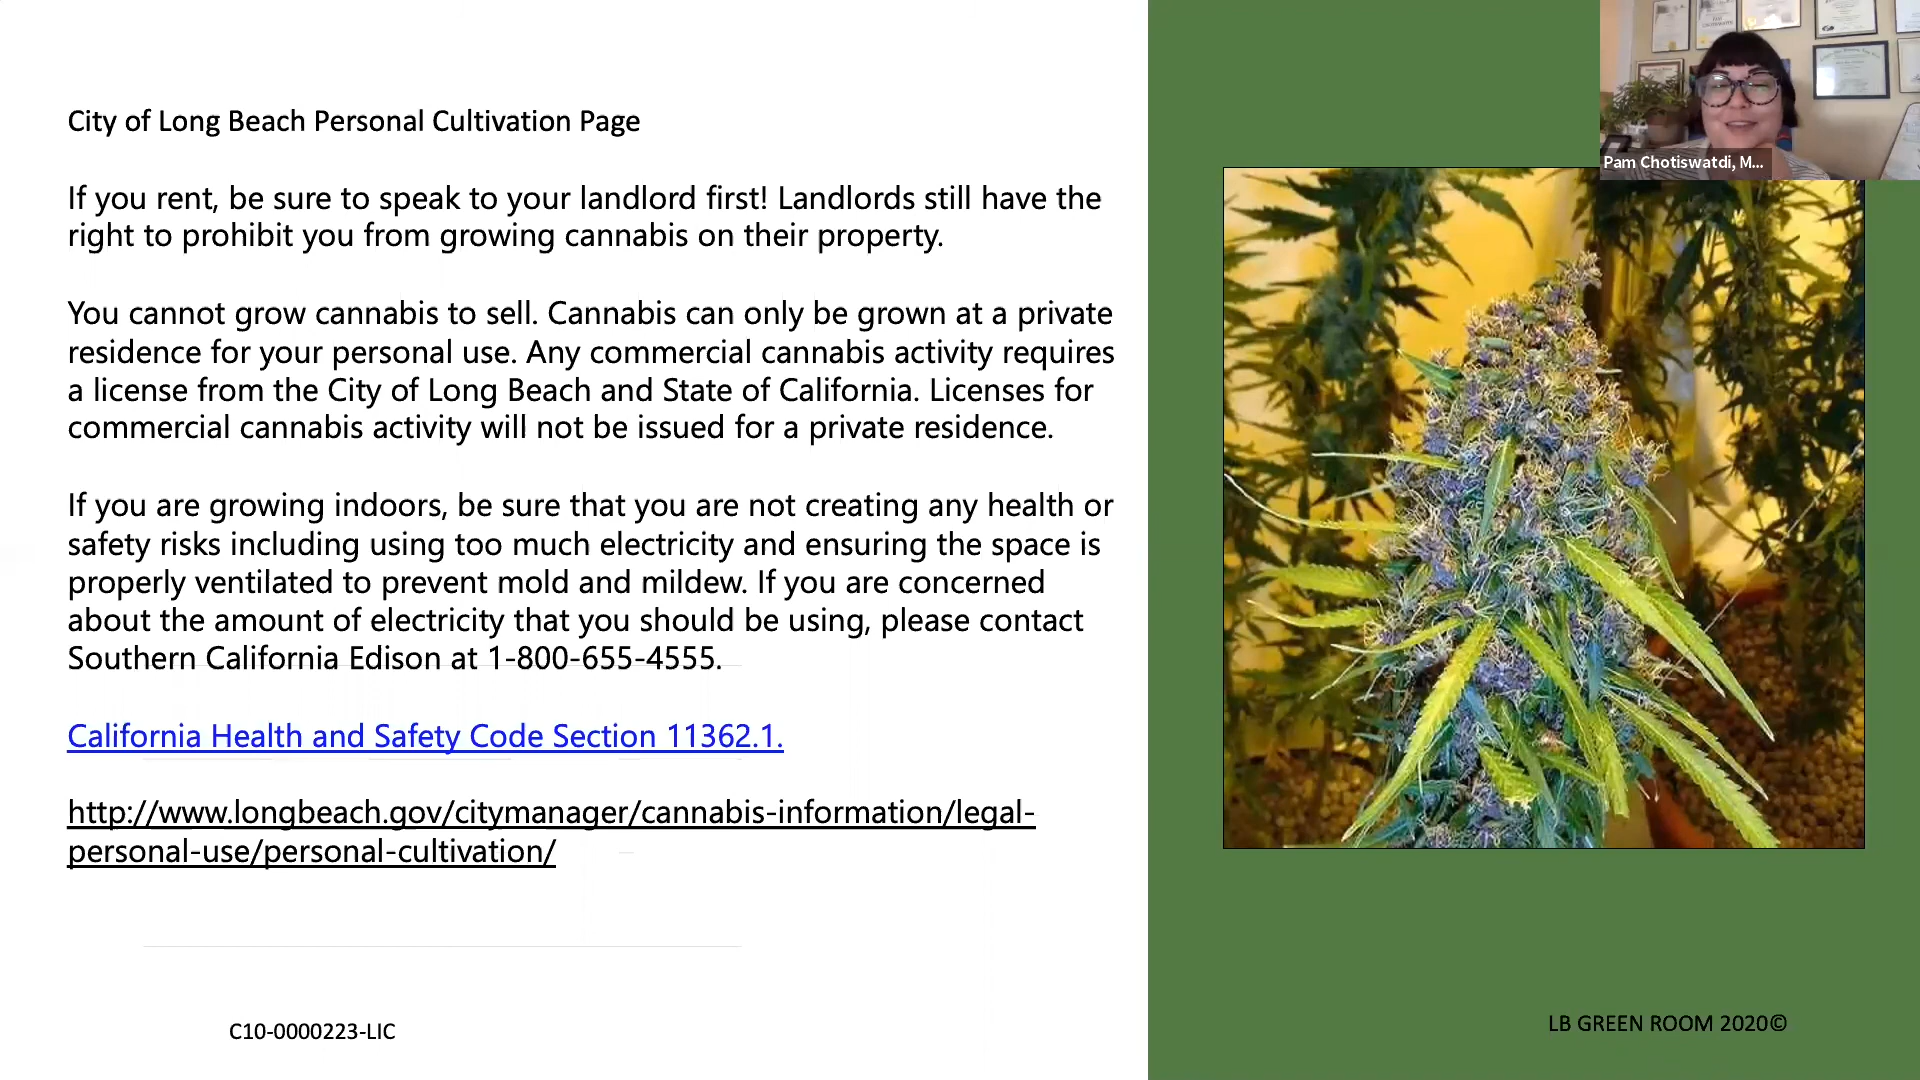 City of Long Beach Personal Cultivation Page
If you rent, be sure to speak to your landlord first! Landlords still have the
right to prohibit you from growing cannabis on their property.
You cannot grow cannabis to sell. Cannabis can only be grown at a private
residence for your personal use. Any commercial cannabis activity requires
a license from the City of Long Beach and State of California. Licenses for
commercial cannabis activity will not be issued for a private residence.
If you are growing indoors, be sure that you are not creating any health or
safety risks including using too much electricity and ensuring the space is
properly ventilated to prevent mold and mildew. If you are concerned
about the amount of electricity that you should be using, please contact
Southern California Edison at 1-800-655-4555.
California Health and Safety Code Section 11362.1.
http://www.longbeach.gov/citymanager/cannabis-information/legal-
personal-use/personal-cultivation/
C10-0000223-LIC
Pam Chotiswatdi, M...
LB GREEN ROOM 2020©